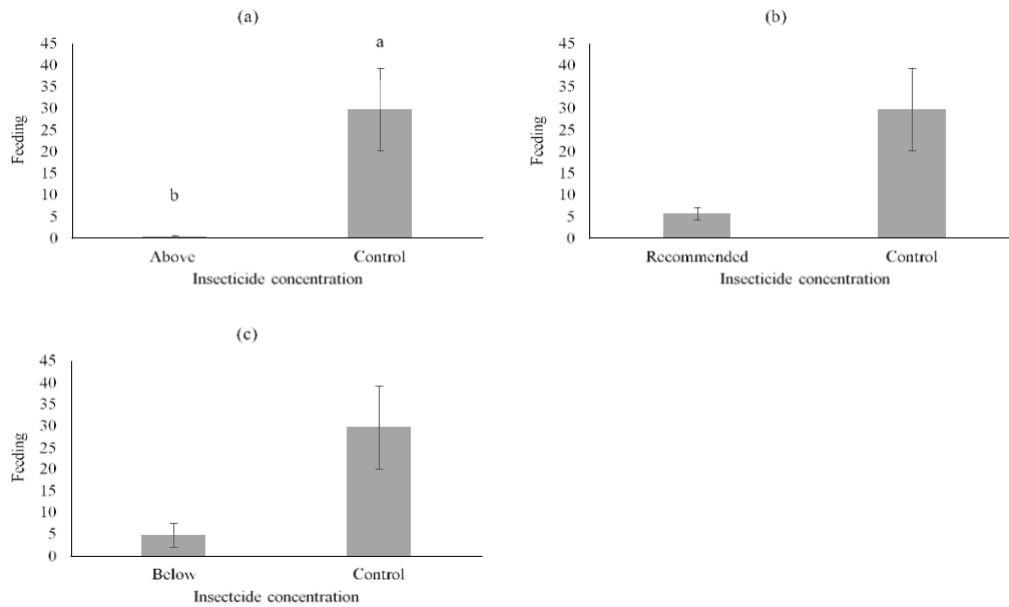 (a)
45
40
35
30
25
20
15
10
5
0
Feeding
b
a
Above Control
Insecticide concentration
(b)
45
40
35
30
25
20
15
10
5
0
Feeding
Recommended Control
Insecticide concentration
(c)
45
40
35
30
25
20
15
10
5
0
Feeding
Below Control
Insectcide concentration